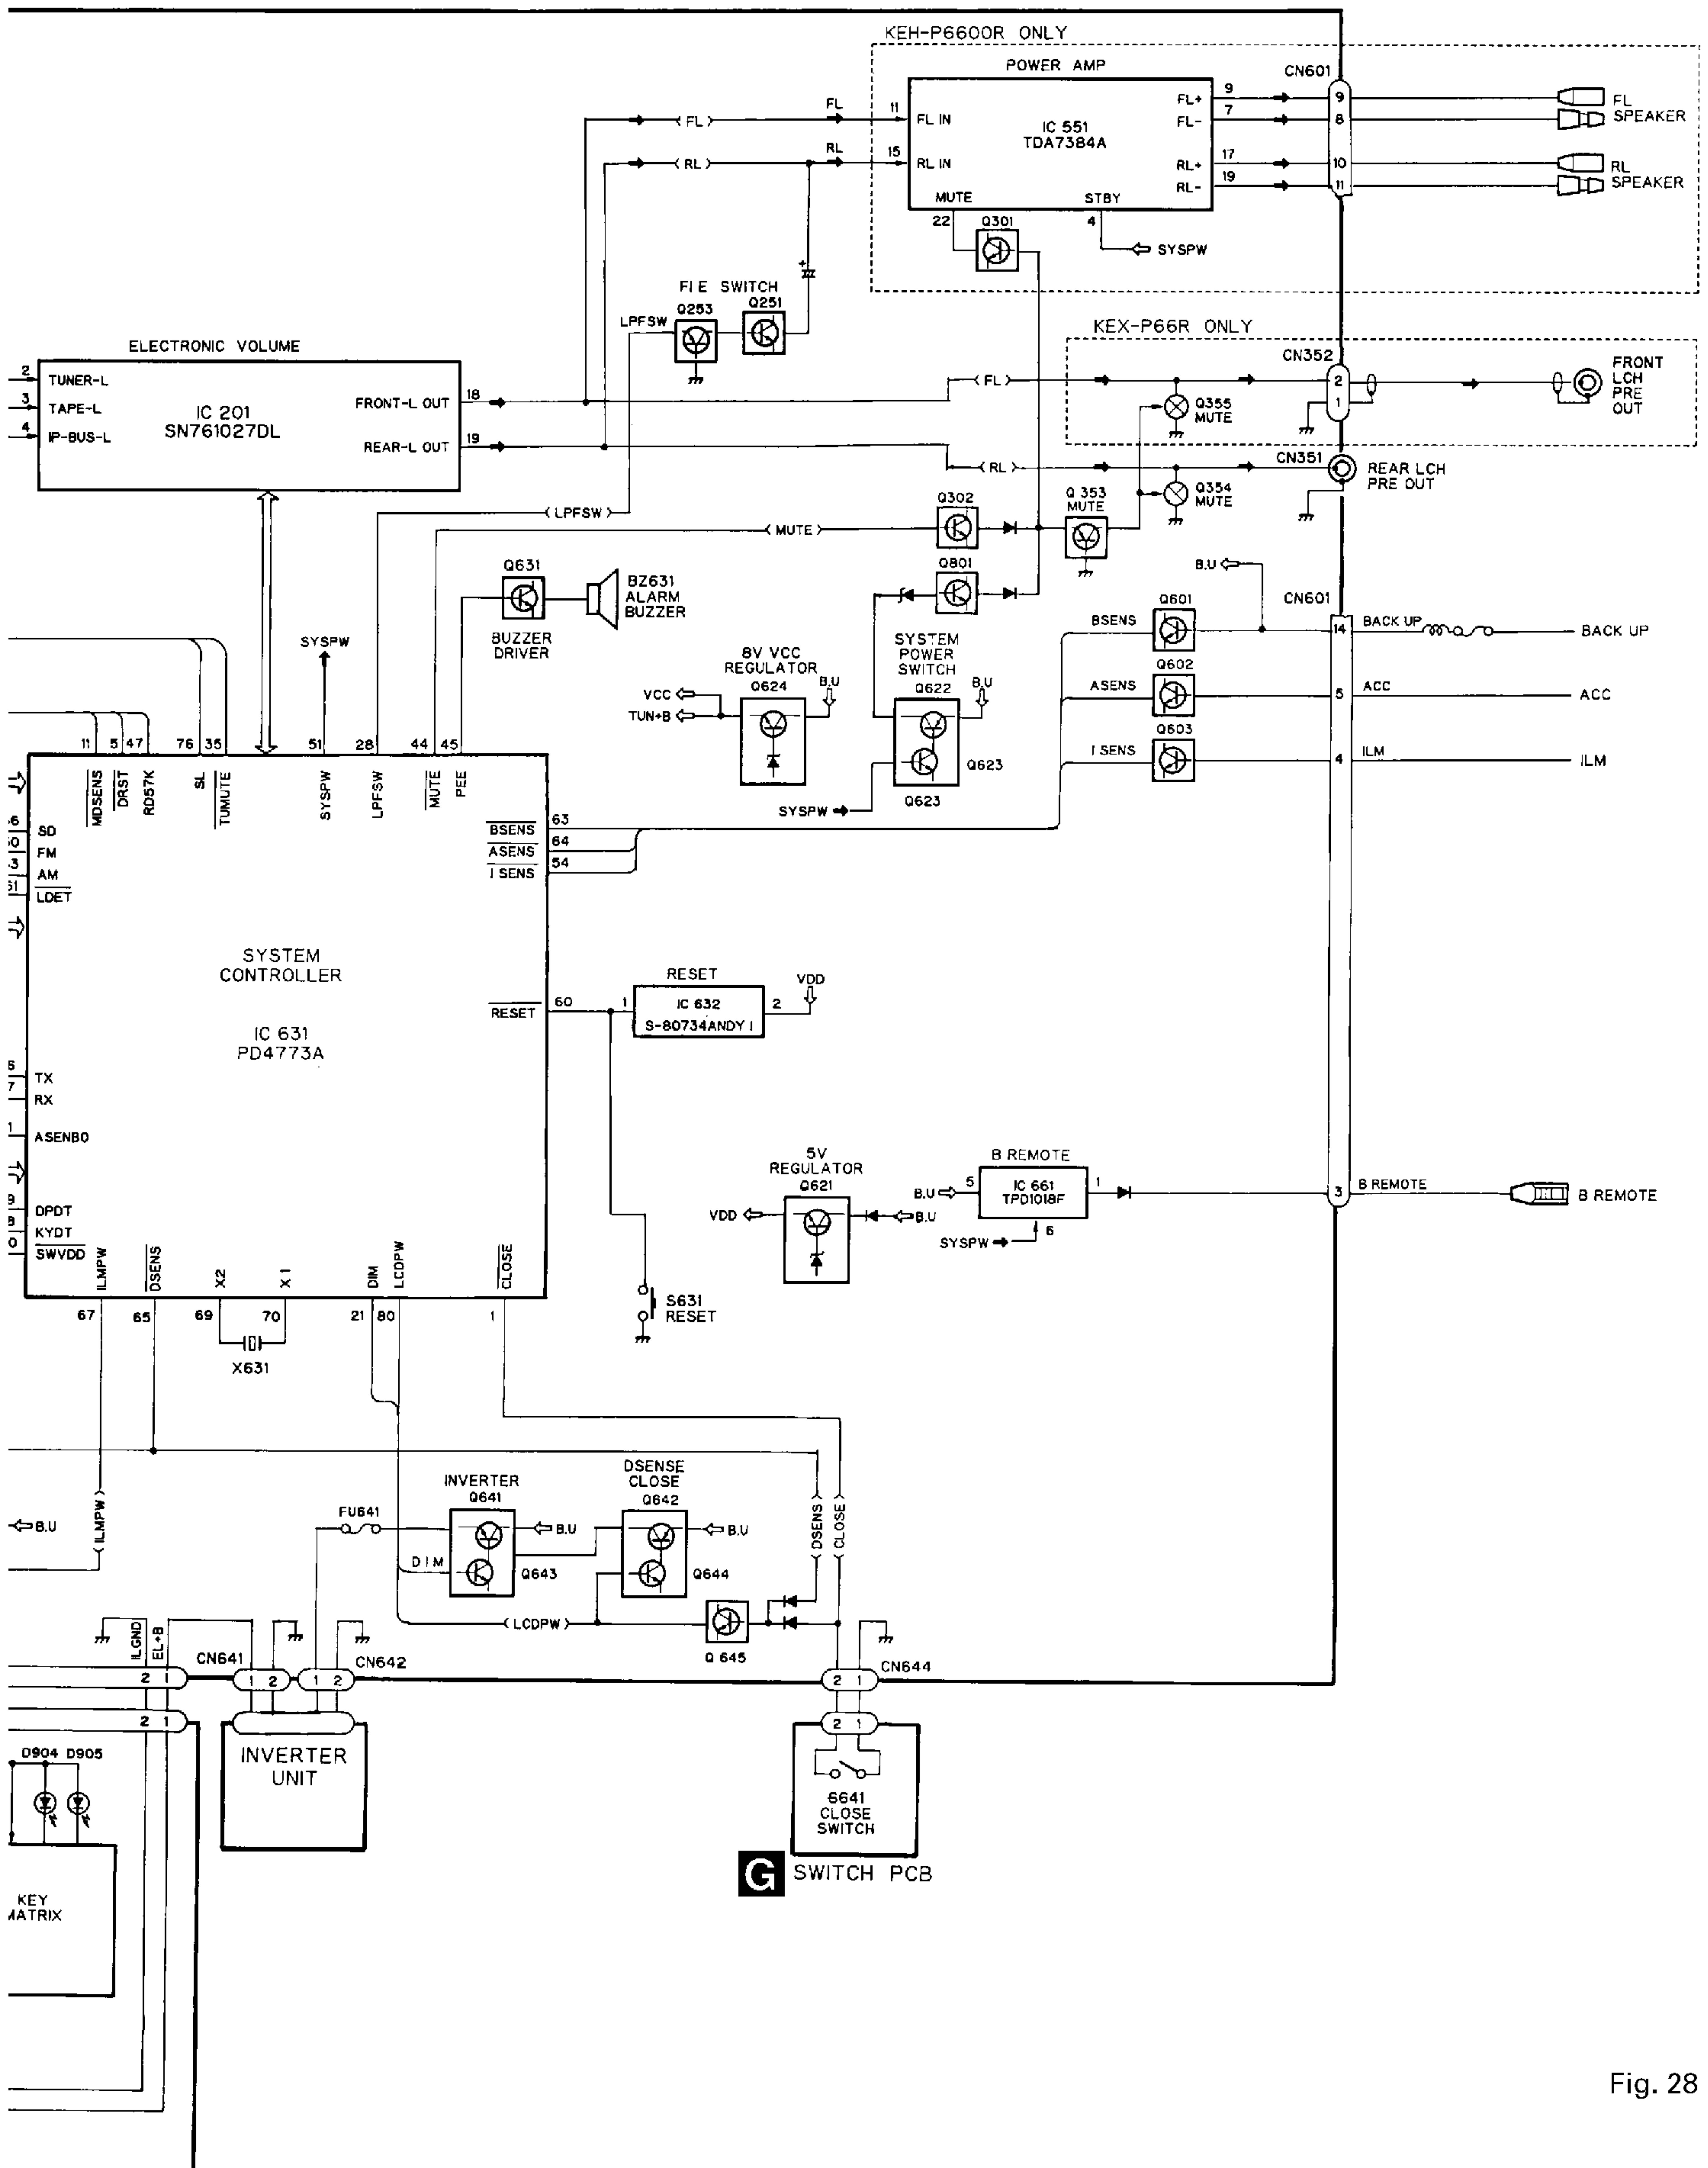 KEH-P6600R ONLY
POWER AMP
CN601
FL
11
FL IN
FL+
9
9
FL
FL-
7
8
SPEAKER
IC 551
TDA7384A
RL
15
RL IN
RL+
17
10
RL
RL-
19
11
SPEAKER
MUTE
STBY
22
Q301
4
SYSPW
FL
RL
+
FIE SWITCH
Q253
Q251
LPFSW
KEX-P66R ONLY
CN352
FRONT
LCH
PRE
OUT
2
1
FL
Q355
MUTE
ELECTRONIC VOLUME
2
TUNER-L
3
TAPE-L
4
IP-BUS-L
IC 201
SN761027DL
FRONT-L OUT
18
REAR-L OUT
19
RL
CN351
REAR LCH
PRE OUT
Q354
MUTE
LPFSW
MUTE
Q302
Q 353
MUTE
Q801
Q631
BZ631
ALARM
BUZZER
BUZZER
DRIVER
SYSPW
B.U
CN601
BSENS
Q601
14
BACK UP
BACK UP
ASENS
Q602
5
ACC
ACC
I SENS
Q603
4
ILM
ILM
8V VCC
REGULATOR
Q624
B.U
VCC
TUN+B
SYSTEM
POWER
SWITCH
Q622
B.U
Q623
Q623
SYSPW
11
5
47
76
35
51
28
44
45
MDSENS
DRST
RD57K
SL
TUMUTE
SYSPW
LPFSW
MUTE
PEE
SD
FM
AM
LDET
BSENS
63
ASENS
64
I SENS
54
SYSTEM
CONTROLLER
IC 631
PD4773A
RESET
60
RESET
1
IC 632
S-80734ANDY I
2
VDD
TX
RX
ASENBO
DPDT
KYDT
SWVDD
ILMPW
DSENS
X2
X1
DIM
LCDPW
CLOSE
67
65
69
70
21
80
1
X631
S631
RESET
5V
REGULATOR
Q621
VDD
B.U
B REMOTE
B.U
5
IC 661
TPD1018F
1
6
SYSPW
3
B REMOTE
B REMOTE
B.U
ILMPW
FU641
INVERTER
Q641
B.U
Q643
DIM
DSENSE
CLOSE
Q642
B.U
Q644
DSENS
CLOSE
LCDPW
Q 645
ILGND
EL+B
CN641
CN642
CN644
2 1
1 2
1 2
2 1
2 1
2 1
INVERTER
UNIT
6641
CLOSE
SWITCH
G SWITCH PCB
D904 D905
KEY
Fig. 28